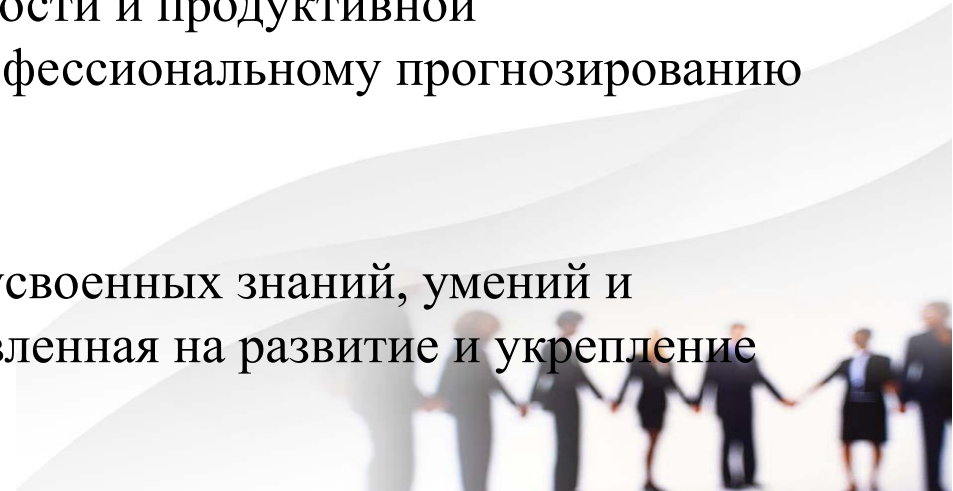 ости и продуктивной
фессиональному прогнозированию
усвоенных знаний, умений и
вленная на развитие и укрепление